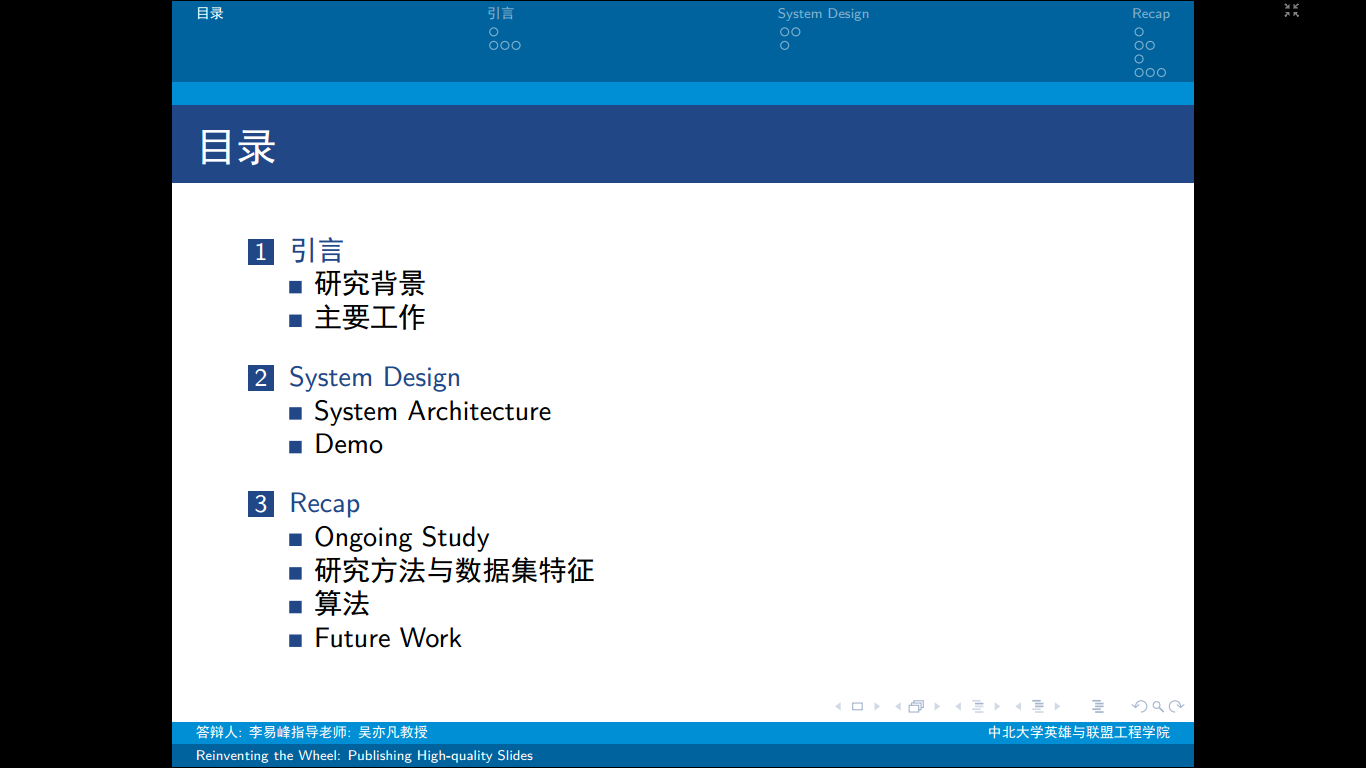 目录 引言 System Design Recap
目录
1 引言
研究背景
主要工作
2 System Design
System Architecture
Demo
3 Recap
Ongoing Study
研究方法与数据集特征
算法
Future Work
答辩人: 李易峰指导老师: 吴亦凡教授 中北大学英雄与联盟工程学院
Reinventing the Wheel: Publishing High-quality Slides